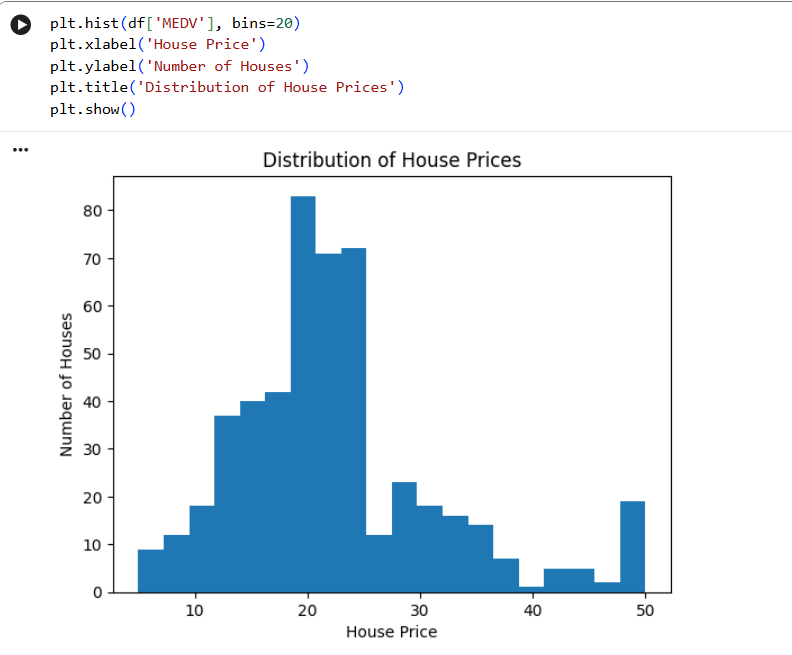 plt.hist(df['MEDV'], bins=20)
plt.xlabel('House Price')
plt.ylabel('Number of Houses')
plt.title('Distribution of House Prices')
plt.show()
Distribution of House Prices
Number of Houses
80
70
60
50
40
30
20
10
0
10 20 30 40 50
House Price